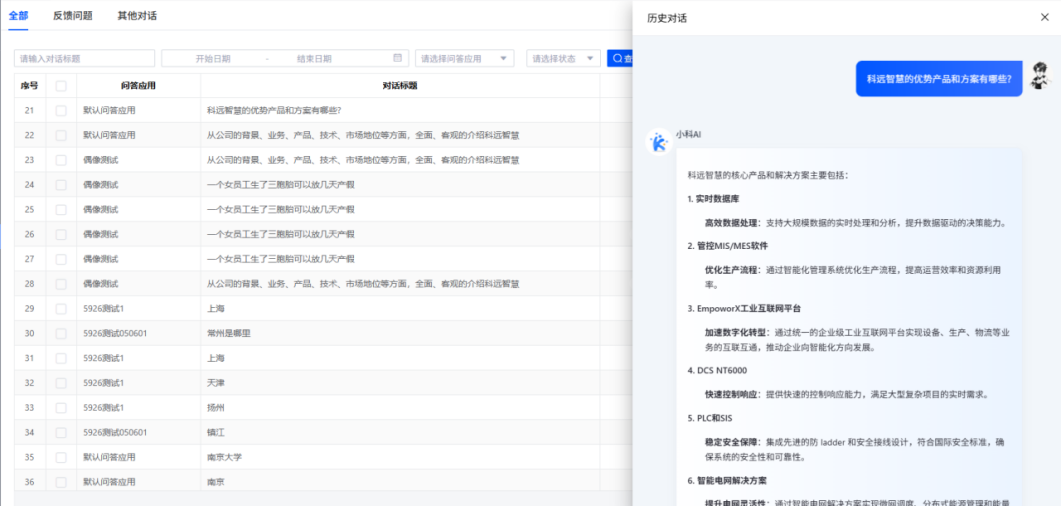 全部 反馈问题 其他对话
请输入对话标题 开始日期 - 结束日期 请选择问答应用 请选择状态
序号 问答应用 对话标题
21 默认问答应用 科远智慧的优势产品和方案有哪些?
22 默认问答应用 从公司的背景、业务、产品、技术、市场地位等方面，全面、客观的介绍科远智慧
23 偶像测试 从公司的背景、业务、产品、技术、市场地位等方面，全面、客观的介绍科远智慧
24 偶像测试 一个女员工生了三胞胎可以放几天产假
25 偶像测试 一个女员工生了三胞胎可以放几天产假
26 偶像测试 一个女员工生了三胞胎可以放几天产假
27 偶像测试 一个女员工生了三胞胎可以放几天产假
28 偶像测试 从公司的背景、业务、产品、技术、市场地位等方面，全面、客观的介绍科远智慧
29 5926测试1 上海
30 5926测试050601 常州是哪里
31 5926测试1 上海
32 5926测试1 天津
33 5926测试1 扬州
34 5926测试050601 镇江
35 默认问答应用 南京大学
36 默认问答应用 南京
历史对话
科远智慧的优势产品和方案有哪些?
小科AI
科远智慧的核心产品和解决方案主要包括：
1. 实时数据库
高效数据处理：支持大规模数据的实时处理和分析，提升数据驱动的决策能力。
2. 管控MIS/MES软件
优化生产流程：通过智能化管理系统优化生产流程，提高运营效率和资源利用
率。
3. EmpoworX工业互联网平台
加速数字化转型：通过统一的企业级工业互联网平台实现设备、生产、物流等业
务的互联互通，推动企业向智能化方向发展。
4. DCS NT6000
快速控制响应：提供快速的控制响应能力，满足大型复杂项目的实时需求。
5. PLC和SIS
稳定安全保障：集成先进的防 ladder 和安全接线设计，符合国际安全标准，确
保系统的安全性和可靠性。
6. 智能电网解决方案
提升电网灵活性：通过智能电网解决方案实现微网调度、分布式能源管理和能量